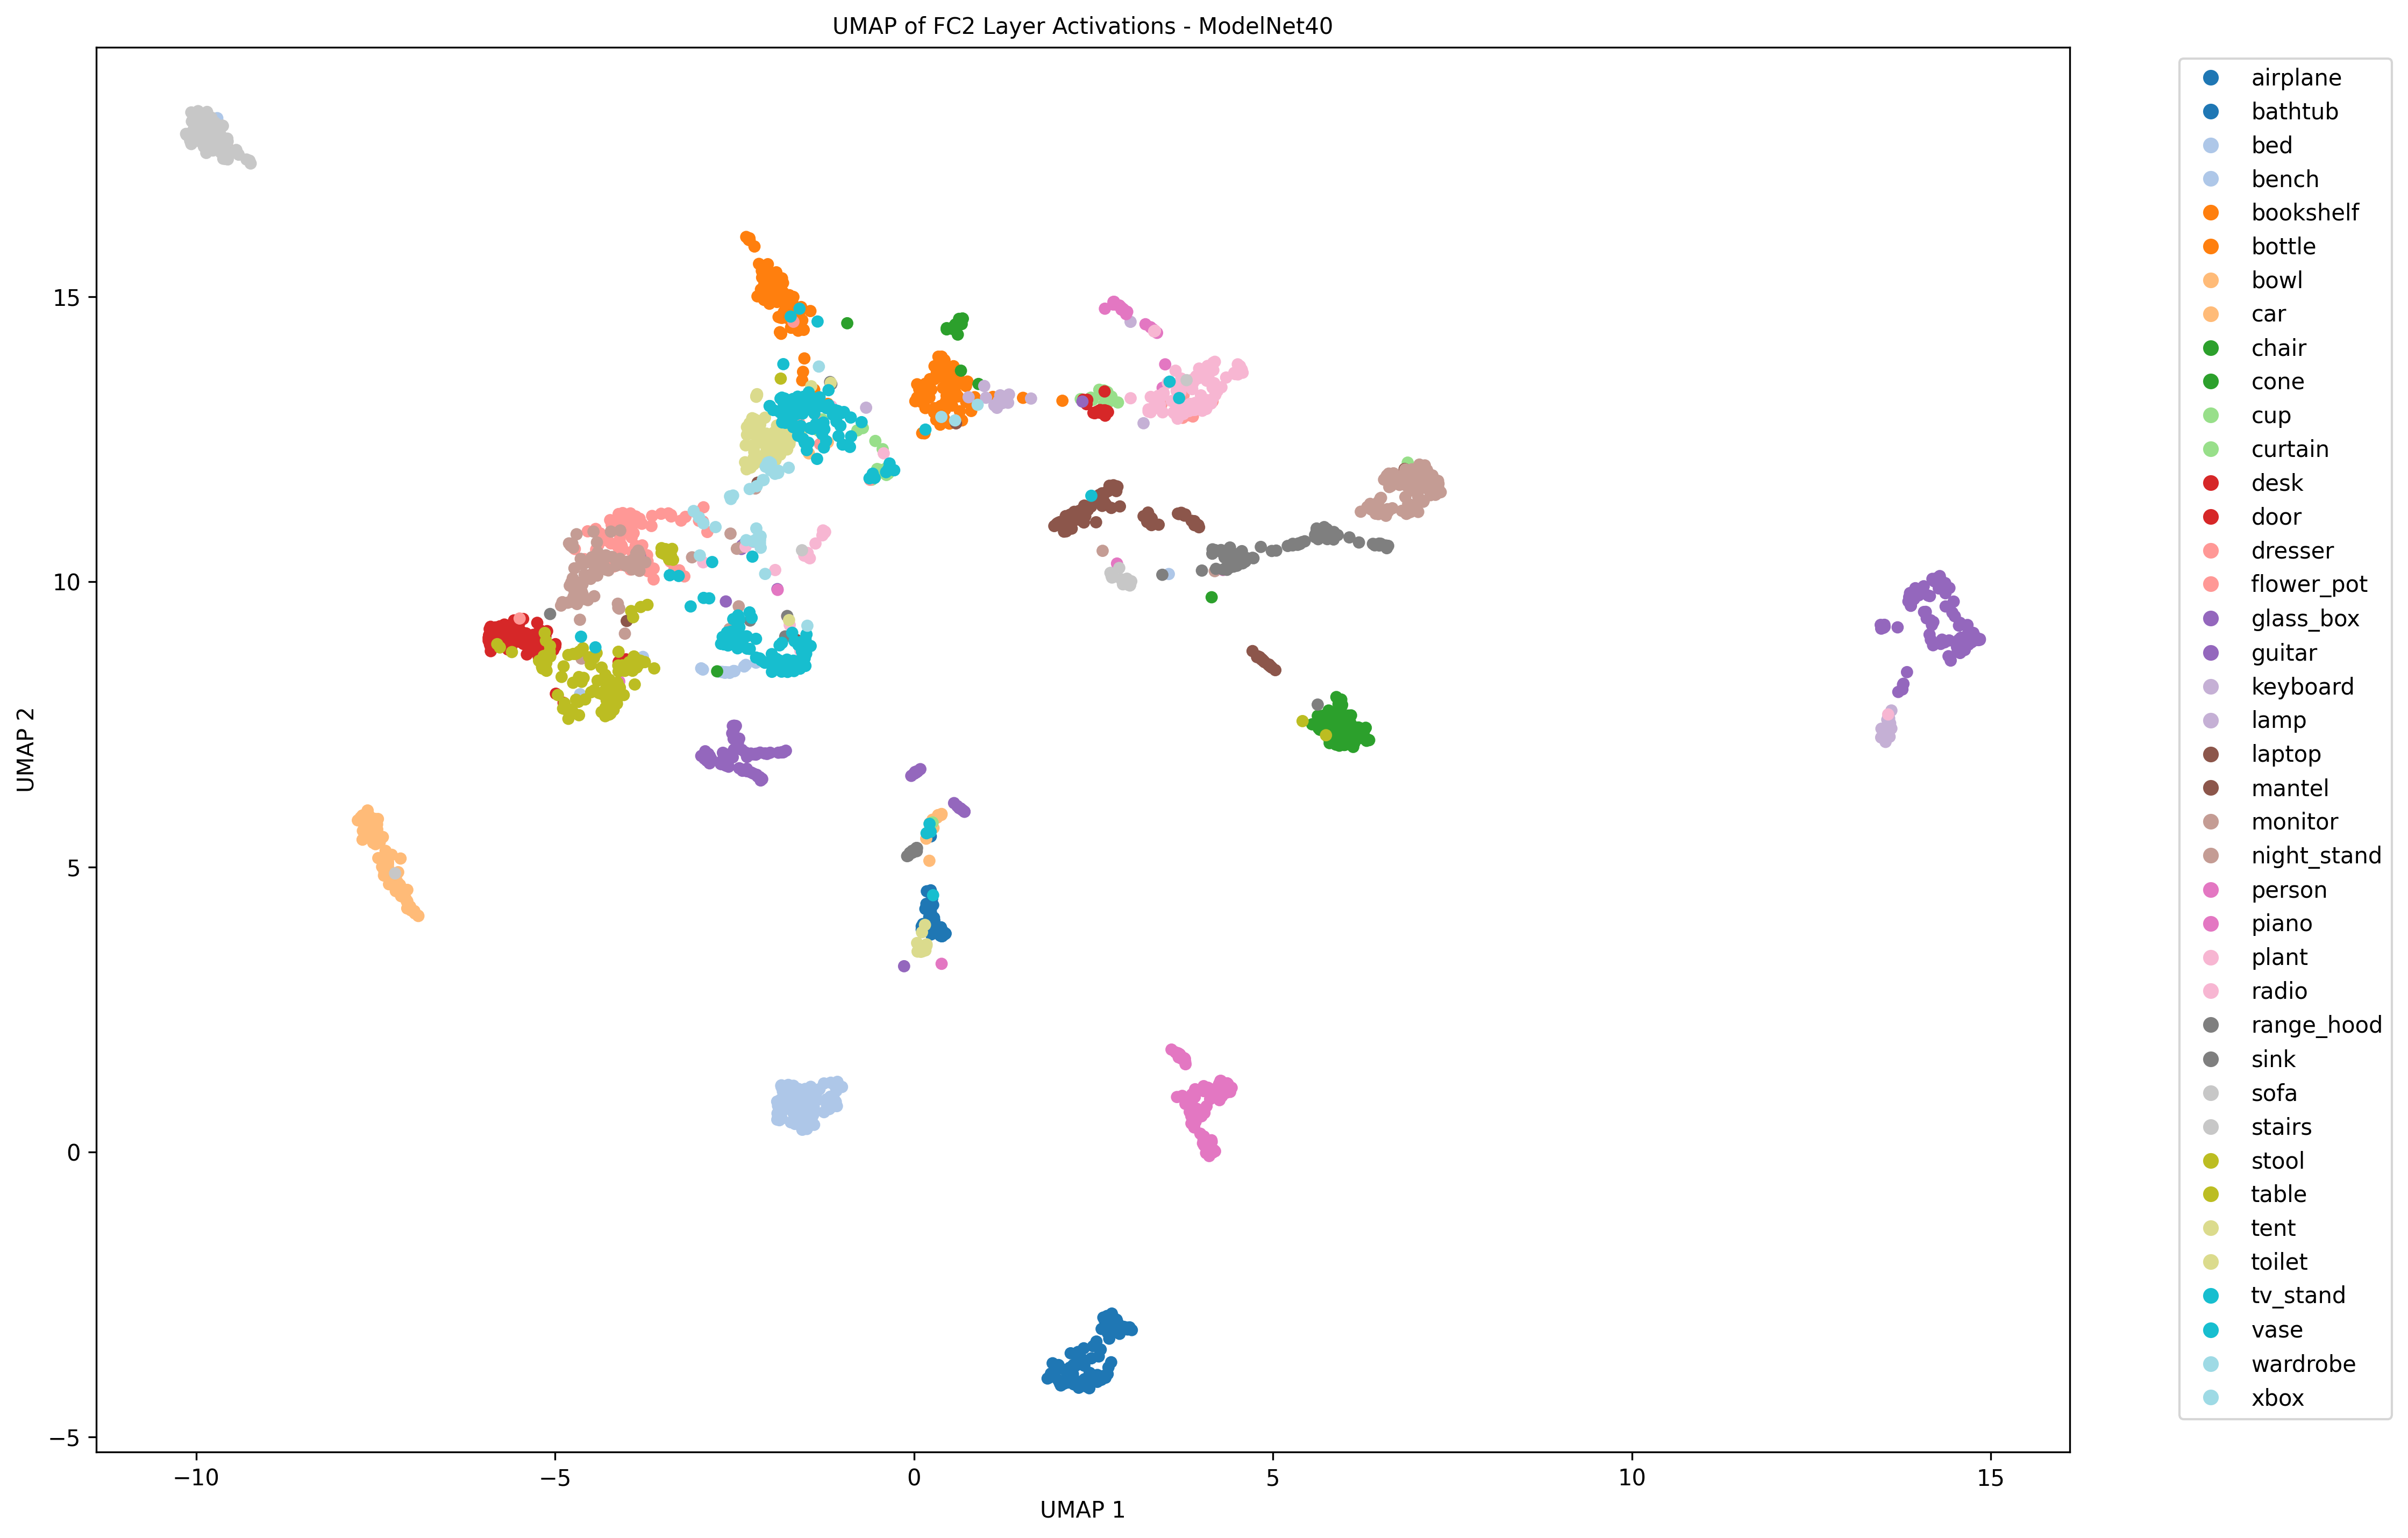 UMAP of FC2 Layer Activations - ModelNet40
15
10
5
0
−5
UMAP 2
−10
−5
0
5
10
15
UMAP 1
airplane
bathtub
bed
bench
bookshelf
bottle
bowl
car
chair
cone
cup
curtain
desk
door
dresser
flower_pot
glass_box
guitar
keyboard
lamp
laptop
mantel
monitor
night_stand
person
piano
plant
radio
range_hood
sink
sofa
stairs
stool
table
tent
toilet
tv_stand
vase
wardrobe
xbox